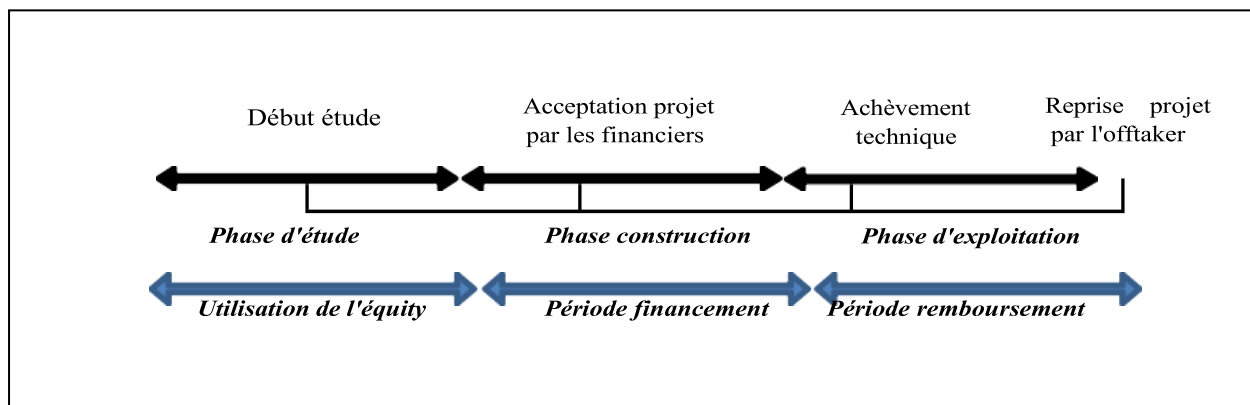 Début étude
Acceptation projet
par les financiers
Achèvement
technique
Reprise projet
par l'offtaker
Phase d'étude
Phase construction
Phase d'exploitation
Utilisation de l'équity
Période financement
Période remboursement